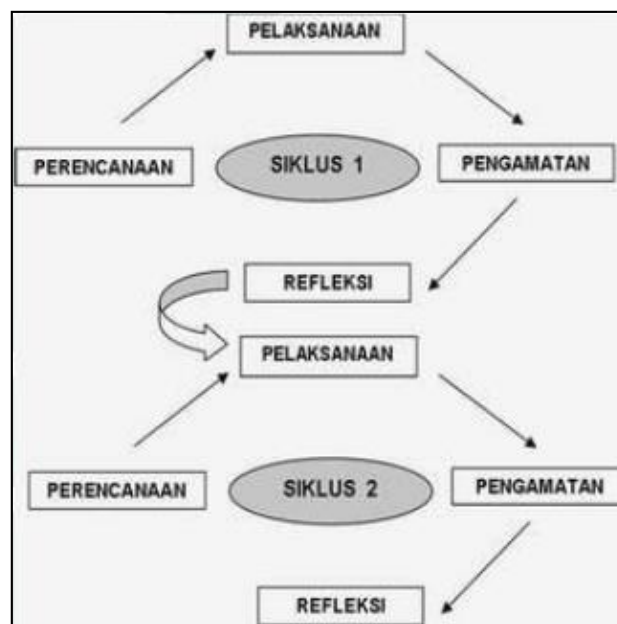 PELAKSANAAN
PERENCANAAN
SIKLUS 1
PENGAMATAN
REFLEKSI
PELAKSANAAN
PERENCANAAN
SIKLUS 2
PENGAMATAN
REFLEKSI